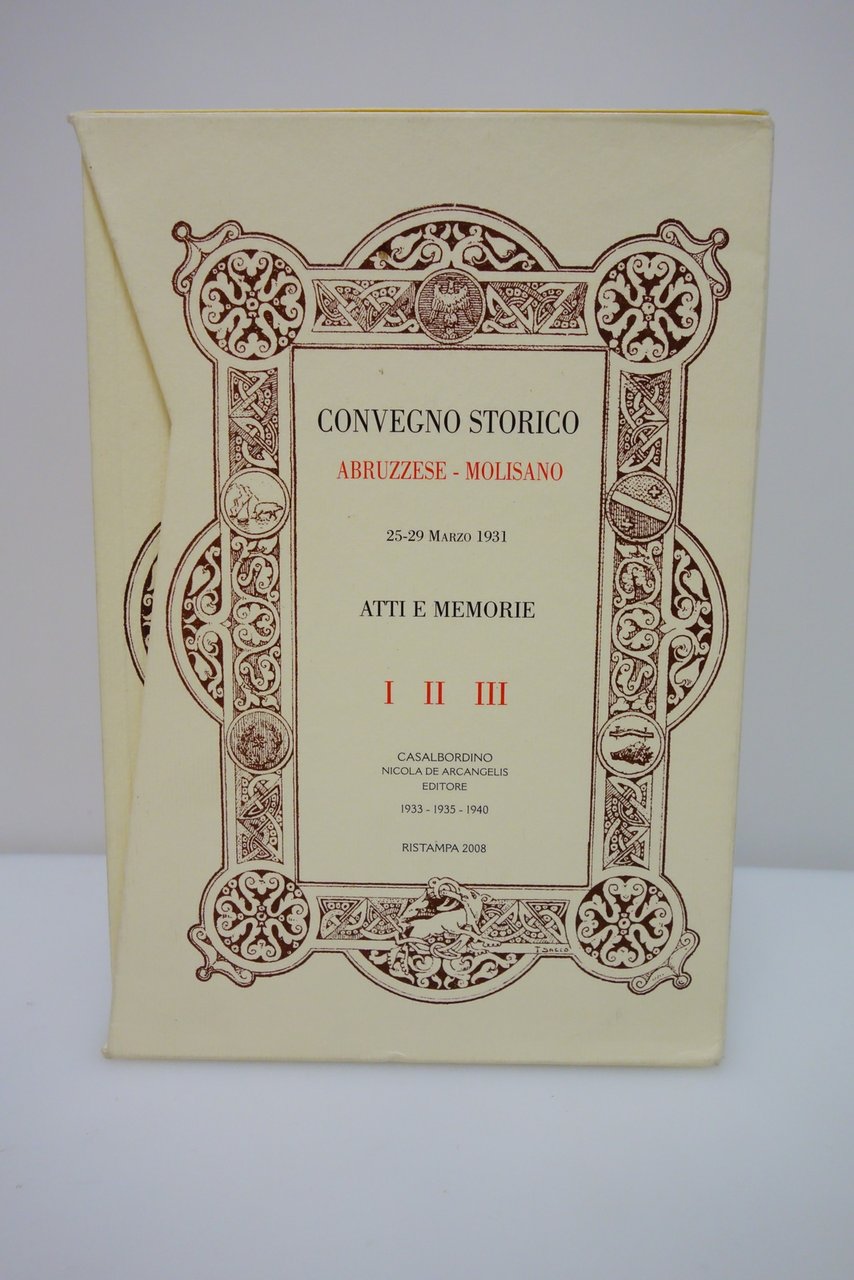 CONVEGNO STORICO
ABRUZZESE - MOLISANO
25-29 MARZO 1931
ATTI E MEMORIE
I II III
CASALBORDINO
NICOLA DE ARCANGELIS
EDITORE
1933 - 1935 - 1940
RISTAMPA 2008